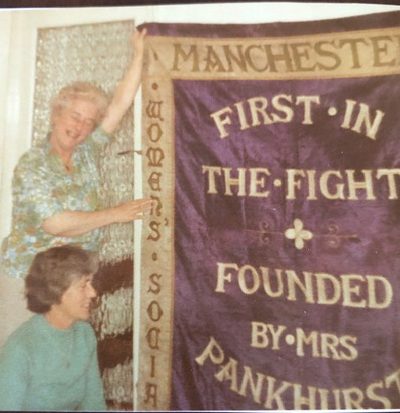 MANCHESTE
FIRST·IN
THE·FIGHT
FOUNDED
BY·MRS
PANKHURST
·WOMEN'S·SOCIA